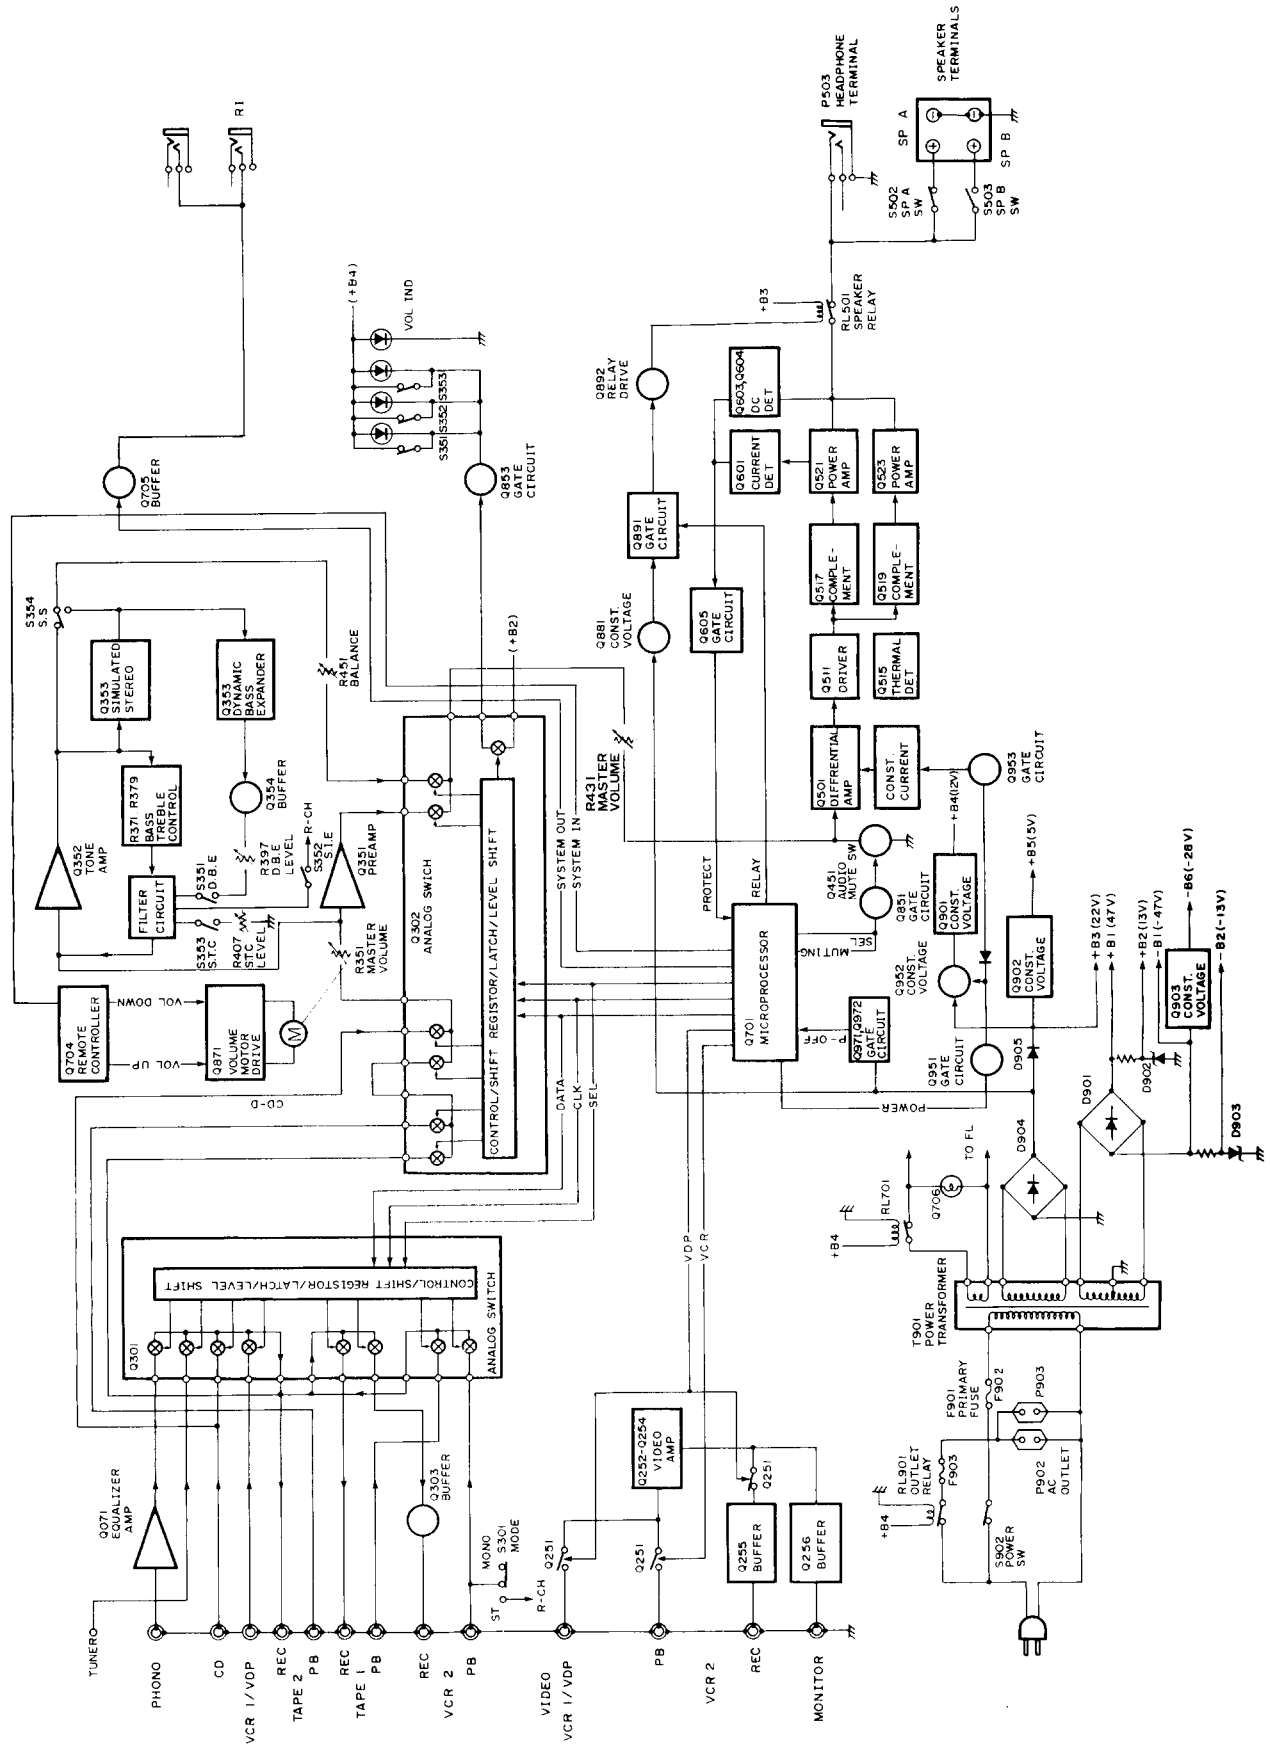 TUNER
PHONO
CD
VCR 1/VDP
REC
TAPE 2
PB
REC
TAPE 1
PB
REC
VCR 2
PB
VIDEO
VCR 1/VDP
PB
VCR 2
REC
MONITOR
Q071
EQUALIZER
AMP
Q303
BUFFER
MONO
S301
MODE
ST
R-CH
Q251
Q251
Q252-Q254
VIDEO
AMP
Q251
Q255
BUFFER
Q256
BUFFER
Q301
CONTROL/SHIFT REGISTOR/LATCH/LEVEL SHIFT
ANALOG SWITCH
Q704
REMOTE
CONTROLLER
VOL DOWN
VOL UP
Q871
VOLUME
MOTOR
DRIVE
M
CD-D
Q352
TONE
AMP
R371, R379
BASS
TREBLE
CONTROL
FILTER
CIRCUIT
S351
D.B.E
S353
S.T.C
R407
S.T.C
LEVEL
R397
D.B.E
LEVEL
Q354
BUFFER
Q353
SIMULATED
STEREO
Q353
DYNAMIC
BASS
EXPANDER
S354
S.S
R-CH
S352
S.I.E
Q351
PREAMP
R351
MASTER
VOLUME
R451
BALANCE
Q302
ANALOG SWICH
CONTROL/SHIFT REGISTOR/LATCH/LEVEL SHIFT
(+B2)
DATA
CLK
SEL
SYSTEM OUT
SYSTEM IN
Q705
BUFFER
RI
Q853
GATE
CIRCUIT
S351
S352
S353
(+B4)
VOL IND
R431
MASTER
VOLUME
Q701
MICROPROCESSOR
PROTECT
RELAY
MUTING
SEL
VDP
VCR
P-OFF
POWER
Q971,Q972
GATE
CIRCUIT
Q451
AUDIO
MUTE SW
Q851
GATE
CIRCUIT
Q881
CONST.
VOLTAGE
Q891
GATE
CIRCUIT
Q892
RELAY
DRIVE
+B3
RL501
SPEAKER
RELAY
Q605
GATE
CIRCUIT
Q601
CURRENT
DET
Q603,Q604
DC
DET
Q501
DIFFRENTIAL
AMP
CONST.
CURRENT
Q511
DRIVER
Q515
THERMAL
DET
Q517
COMPLE-
MENT
Q519
COMPLE-
MENT
Q521
POWER
AMP
Q523
POWER
AMP
P503
HEADPHONE
TERMINAL
S502
SP A
SW
S503
SP B
SW
SP A
SP B
SPEAKER
TERMINALS
Q953
GATE
CIRCUIT
+B4(12V)
Q901
CONST.
VOLTAGE
Q952
CONST.
VOLTAGE
Q951
GATE
CIRCUIT
Q902
CONST.
VOLTAGE
+B5(5V)
D905
D904
D901
D902
D903
+B3(22V)
+B1(47V)
+B2(13V)
-B1(-47V)
Q903
CONST.
VOLTAGE
-B6(-28V)
-B2(-13V)
+B4
RL701
Q706
TO FL
T901
POWER
TRANSFORMER
F901
PRIMARY
FUSE
F902
P903
RL901
OUTLET
RELAY
F903
P902
AC
OUTLET
+B4
S902
POWER
SW